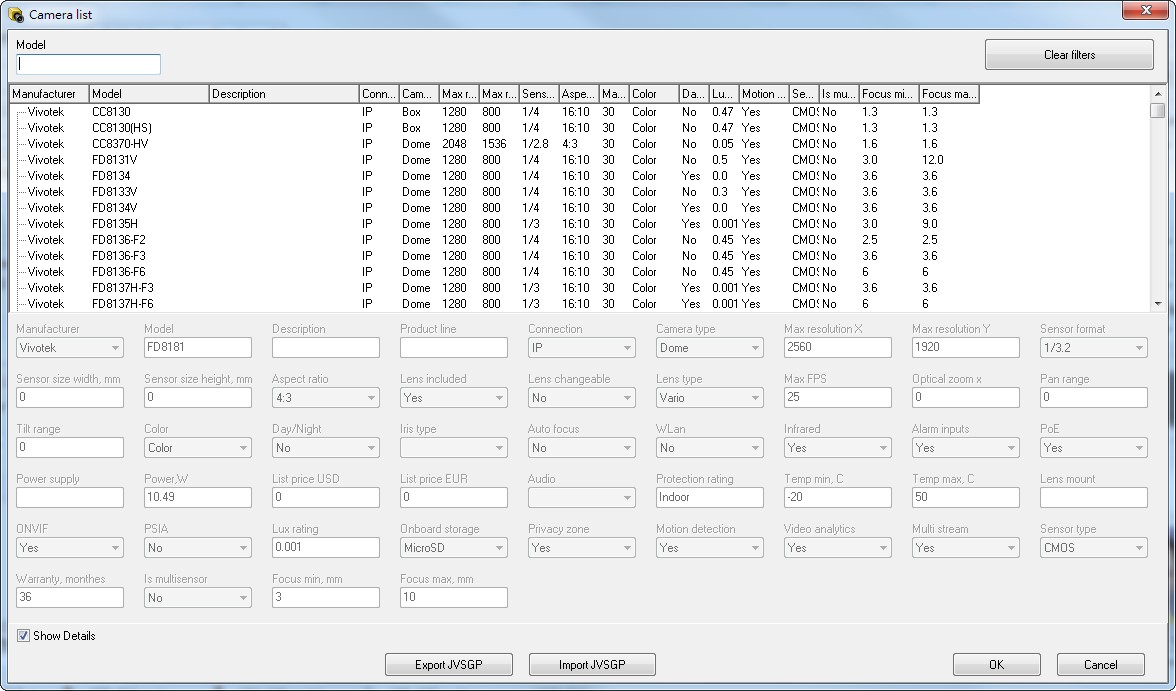 Camera list
Model
Clear filters
Manufacturer Model Description Conn... Cam... Max r... Max r... Sens... Aspe... Ma... Color Da... Lu... Motion ... Se... Is mu... Focus mi... Focus ma...
Vivotek CC8130 IP Box 1280 800 1/4 16:10 30 Color No 0.47 Yes CMOS No 1.3 1.3
Vivotek CC8130(HS) IP Box 1280 800 1/4 16:10 30 Color No 0.47 Yes CMOS No 1.3 1.3
Vivotek CC8370-HV IP Dome 2048 1536 1/2.8 4:3 30 Color No 0.05 Yes CMOS No 1.6 1.6
Vivotek FD8131V IP Dome 1280 800 1/4 16:10 30 Color No 0.5 Yes CMOS No 3.0 12.0
Vivotek FD8134 IP Dome 1280 800 1/4 16:10 30 Color Yes 0.0 Yes CMOS No 3.6 3.6
Vivotek FD8133V IP Dome 1280 800 1/4 16:10 30 Color No 0.3 Yes CMOS No 3.6 3.6
Vivotek FD8134V IP Dome 1280 800 1/4 16:10 30 Color Yes 0.0 Yes CMOS No 3.6 3.6
Vivotek FD8135H IP Dome 1280 800 1/3 16:10 30 Color Yes 0.001 Yes CMOS No 3.0 9.0
Vivotek FD8136-F2 IP Dome 1280 800 1/4 16:10 30 Color No 0.45 Yes CMOS No 2.5 2.5
Vivotek FD8136-F3 IP Dome 1280 800 1/4 16:10 30 Color No 0.45 Yes CMOS No 3.6 3.6
Vivotek FD8136-F6 IP Dome 1280 800 1/4 16:10 30 Color No 0.45 Yes CMOS No 6 6
Vivotek FD8137H-F3 IP Dome 1280 800 1/3 16:10 30 Color Yes 0.001 Yes CMOS No 3.6 3.6
Vivotek FD8137H-F6 IP Dome 1280 800 1/3 16:10 30 Color Yes 0.001 Yes CMOS No 6 6
Manufacturer Model Description Product line Connection Camera type Max resolution X Max resolution Y Sensor format
Vivotek FD8181 IP Dome 2560 1920 1/3.2
Sensor size width, mm Sensor size height, mm Aspect ratio Lens included Lens changeable Lens type Max FPS Optical zoom x Pan range
0 0 4:3 Yes No Vario 25 0 0
Tilt range Color Day/Night Iris type Auto focus WLan Infrared Alarm inputs PoE
0 Color No No No Yes Yes Yes
Power supply Power,W List price USD List price EUR Audio Protection rating Temp min, C Temp max, C Lens mount
10.49 0 0 Indoor -20 50
ONVIF PSIA Lux rating Onboard storage Privacy zone Motion detection Video analytics Multi stream Sensor type
Yes No 0.001 MicroSD Yes Yes Yes Yes CMOS
Warranty, monthes Is multisensor Focus min, mm Focus max, mm
36 No 3 10
Show Details
Export JVSGP Import JVSGP OK Cancel